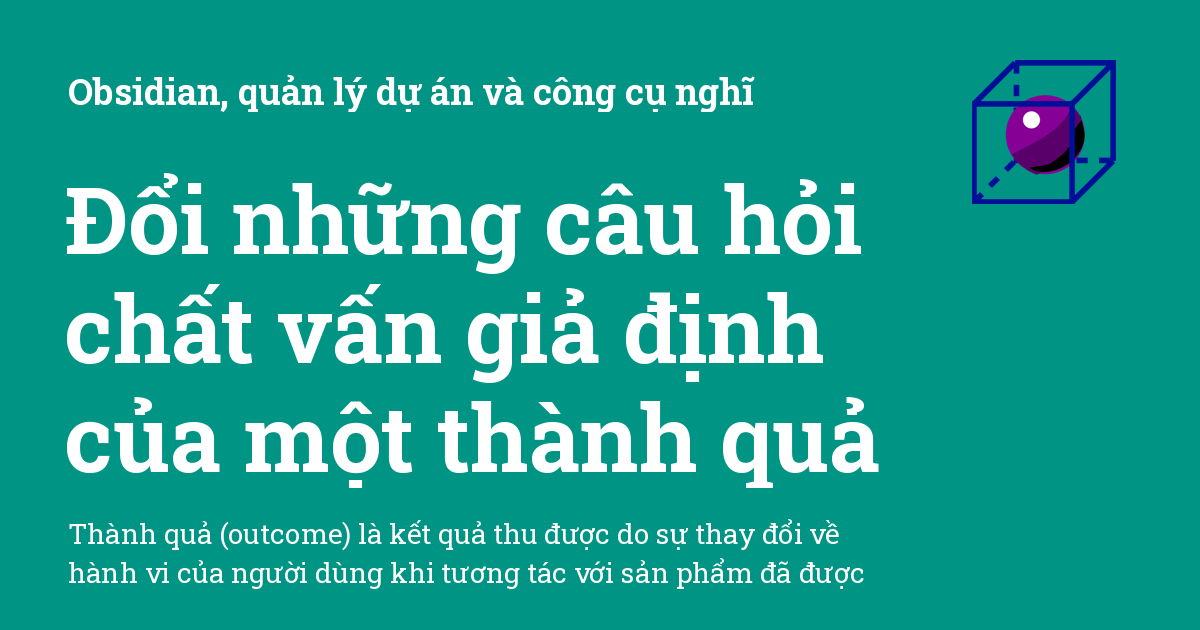 Obsidian, quản lý dự án và công cụ nghĩ
Đổi những câu hỏi
chất vấn giả định
của một thành quả
Thành quả (outcome) là kết quả thu được do sự thay đổi về
hành vi của người dùng khi tương tác với sản phẩm đã được